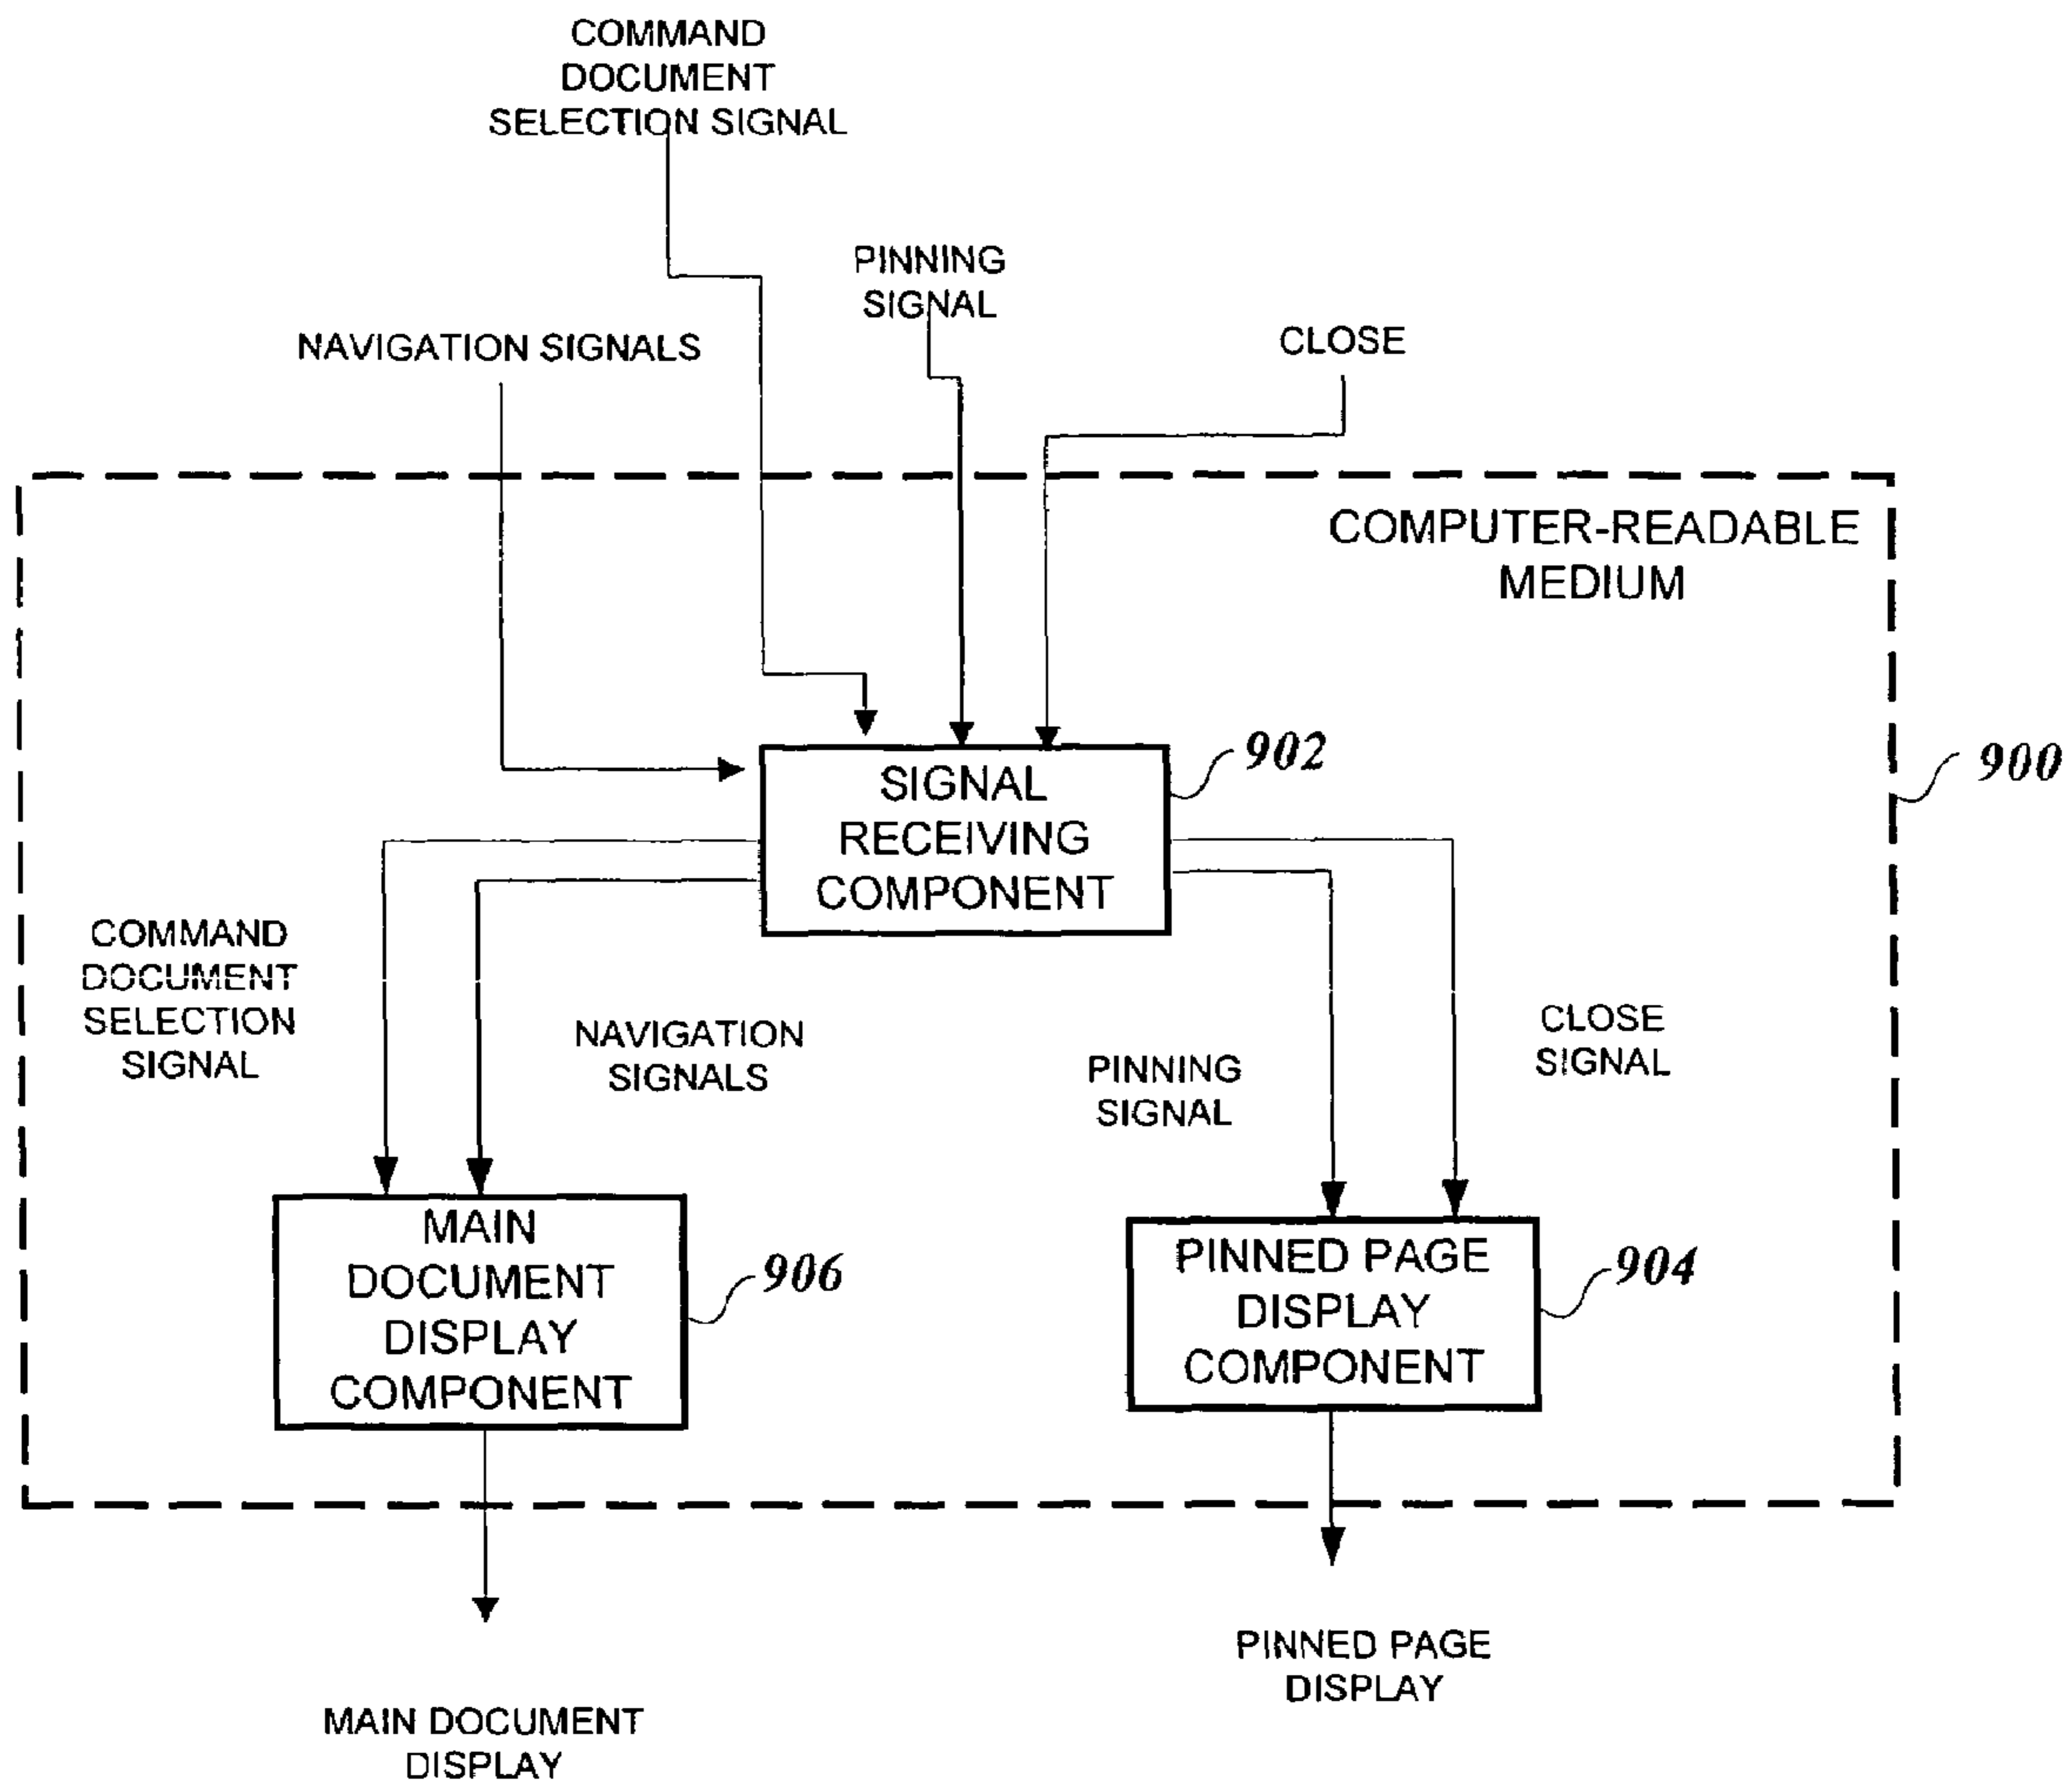 COMMAND
DOCUMENT
SELECTION SIGNAL
PINNING
SIGNAL
NAVIGATION SIGNALS
CLOSE
COMPUTER-READABLE
MEDIUM
902
900
SIGNAL
RECEIVING
COMPONENT
COMMAND
DOCUMENT
SELECTION
SIGNAL
NAVIGATION
SIGNALS
PINNING
SIGNAL
CLOSE
SIGNAL
MAIN
DOCUMENT
DISPLAY
COMPONENT
906
PINNED PAGE
DISPLAY
COMPONENT
904
PINNED PAGE
DISPLAY
MAIN DOCUMENT
DISPLAY